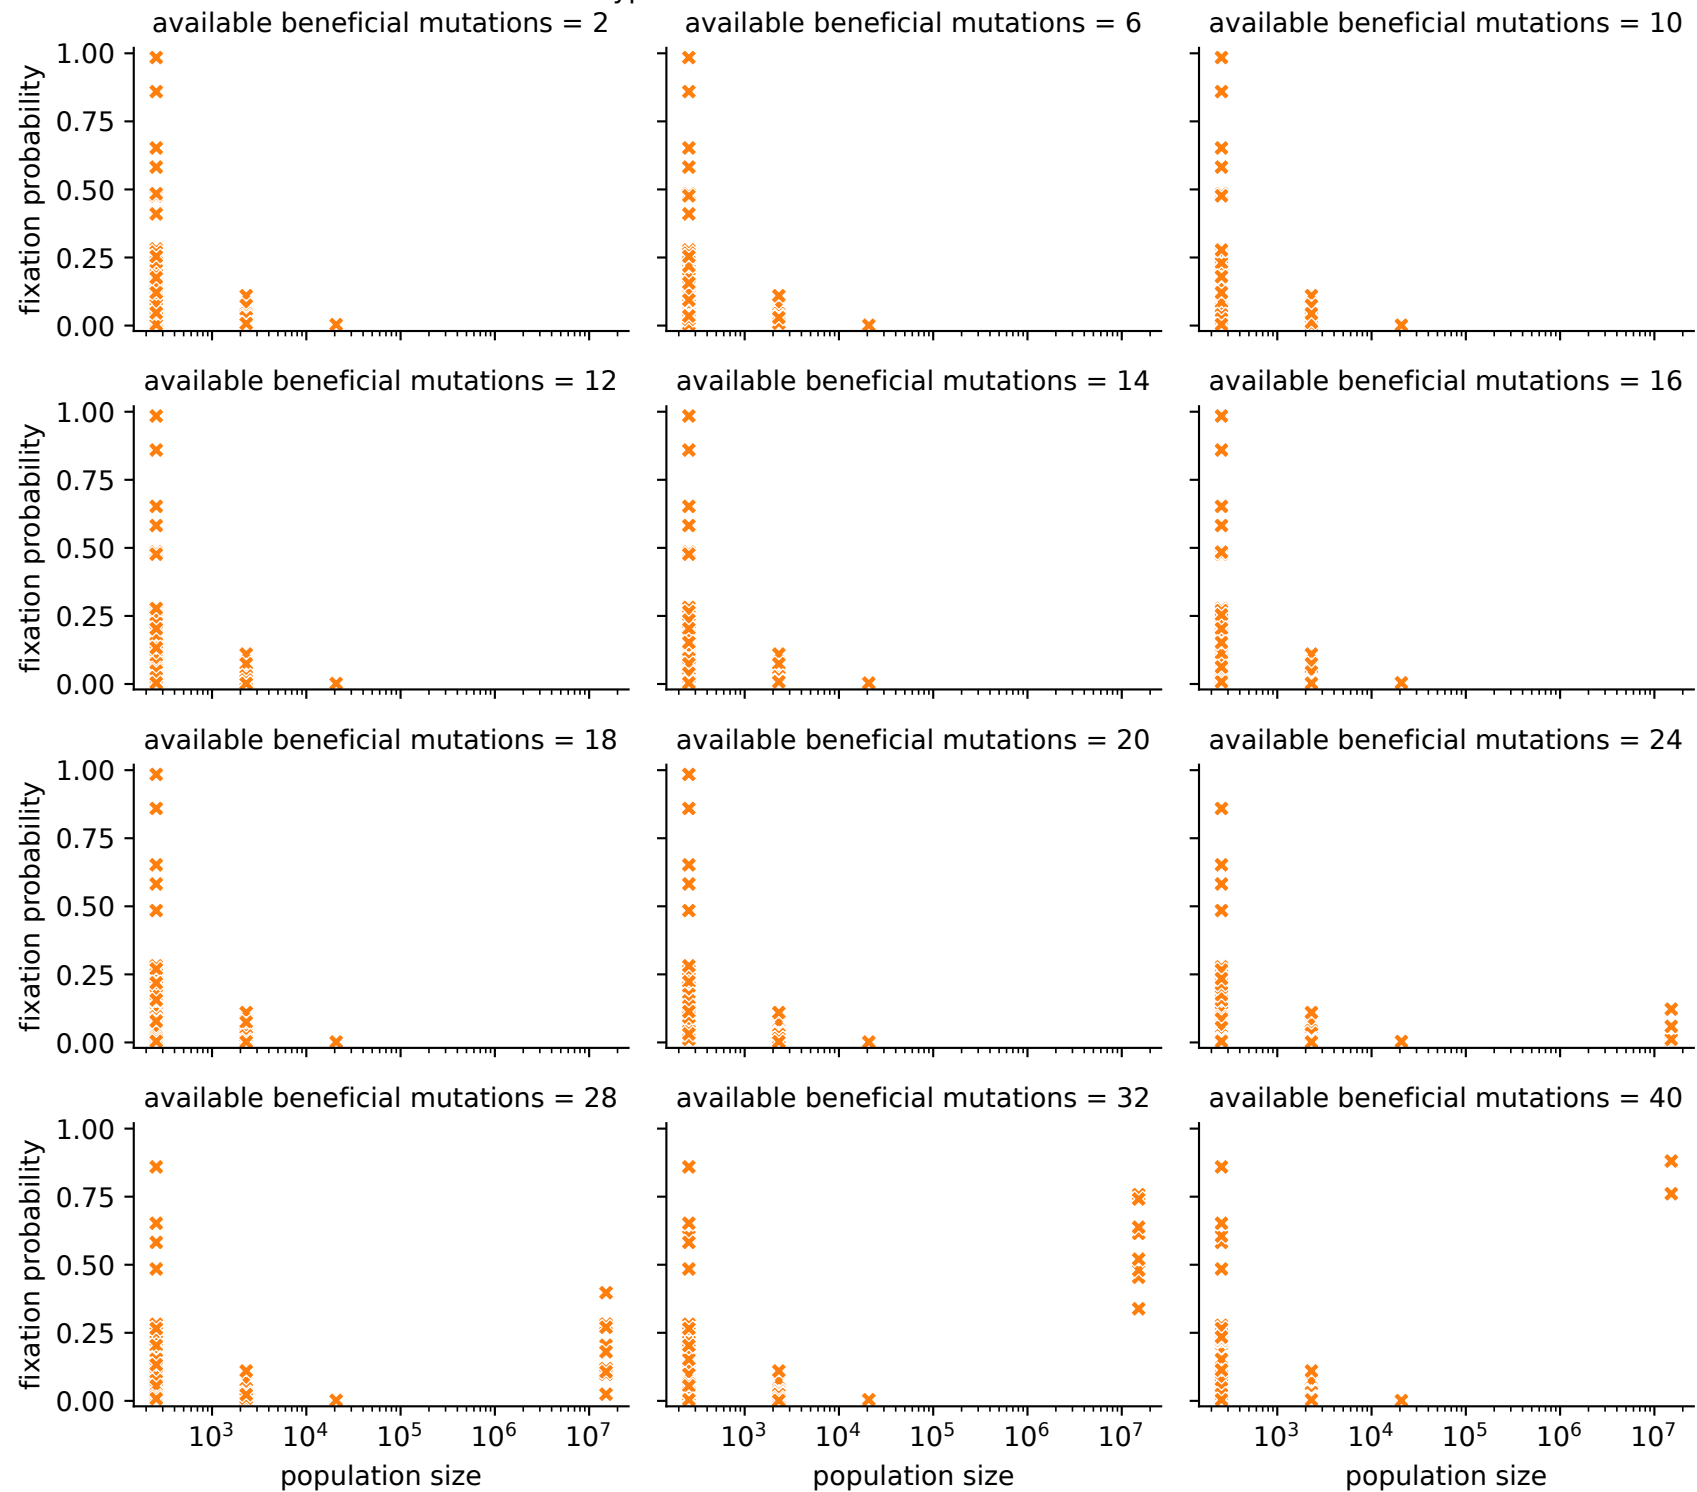 available beneficial mutations = 2
available beneficial mutations = 6
available beneficial mutations = 10
fixation probability
1.00
0.75
0.50
0.25
0.00
available beneficial mutations = 12
available beneficial mutations = 14
available beneficial mutations = 16
fixation probability
1.00
0.75
0.50
0.25
0.00
available beneficial mutations = 18
available beneficial mutations = 20
available beneficial mutations = 24
fixation probability
1.00
0.75
0.50
0.25
0.00
available beneficial mutations = 28
available beneficial mutations = 32
available beneficial mutations = 40
fixation probability
1.00
0.75
0.50
0.25
0.00
10³ 10⁴ 10⁵ 10⁶ 10⁷
10³ 10⁴ 10⁵ 10⁶ 10⁷
10³ 10⁴ 10⁵ 10⁶ 10⁷
population size
population size
population size